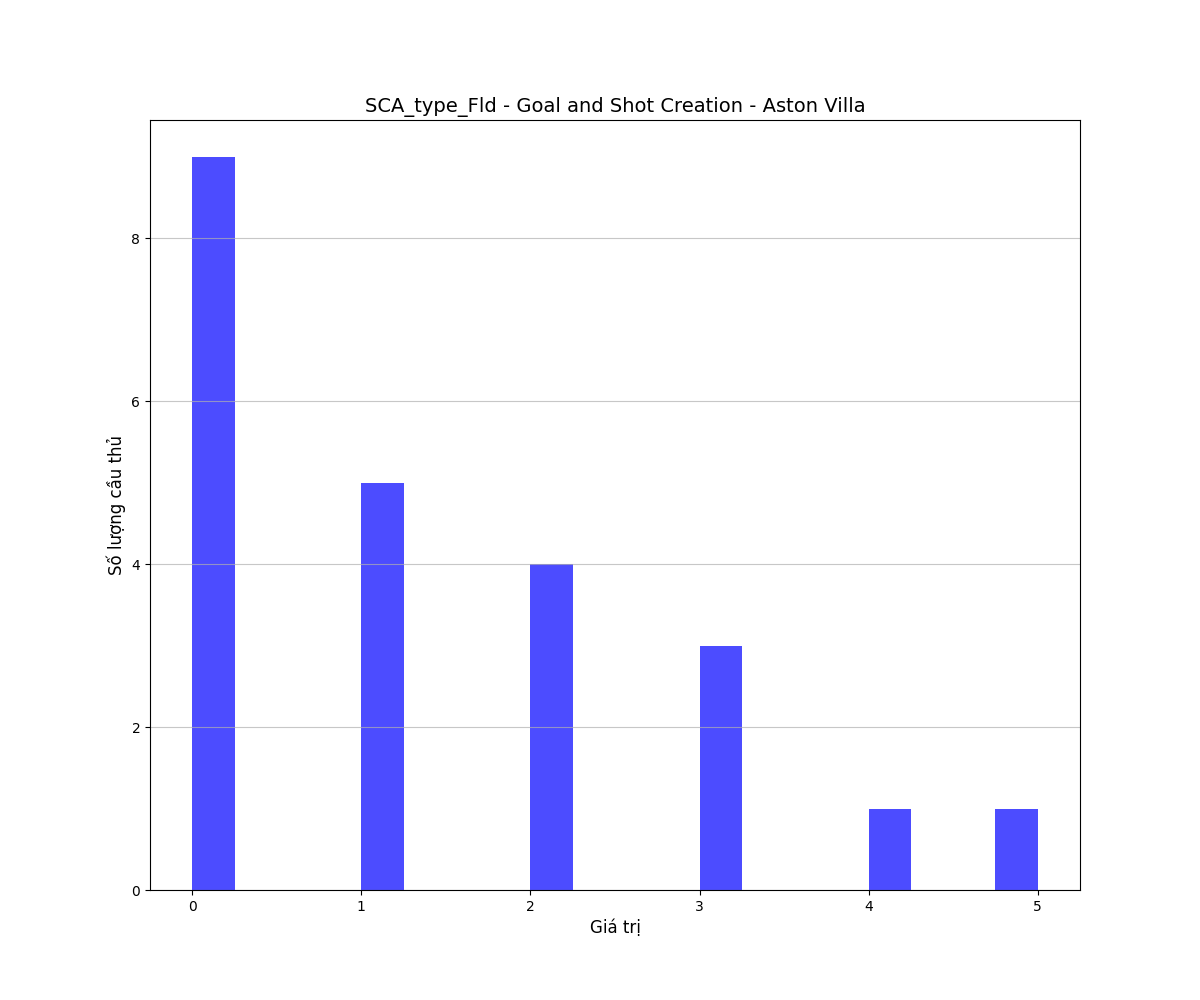 SCA_type_Fld - Goal and Shot Creation - Aston Villa
Số lượng cầu thủ
8
6
4
2
0
0 1 2 3 4 5
Giá trị